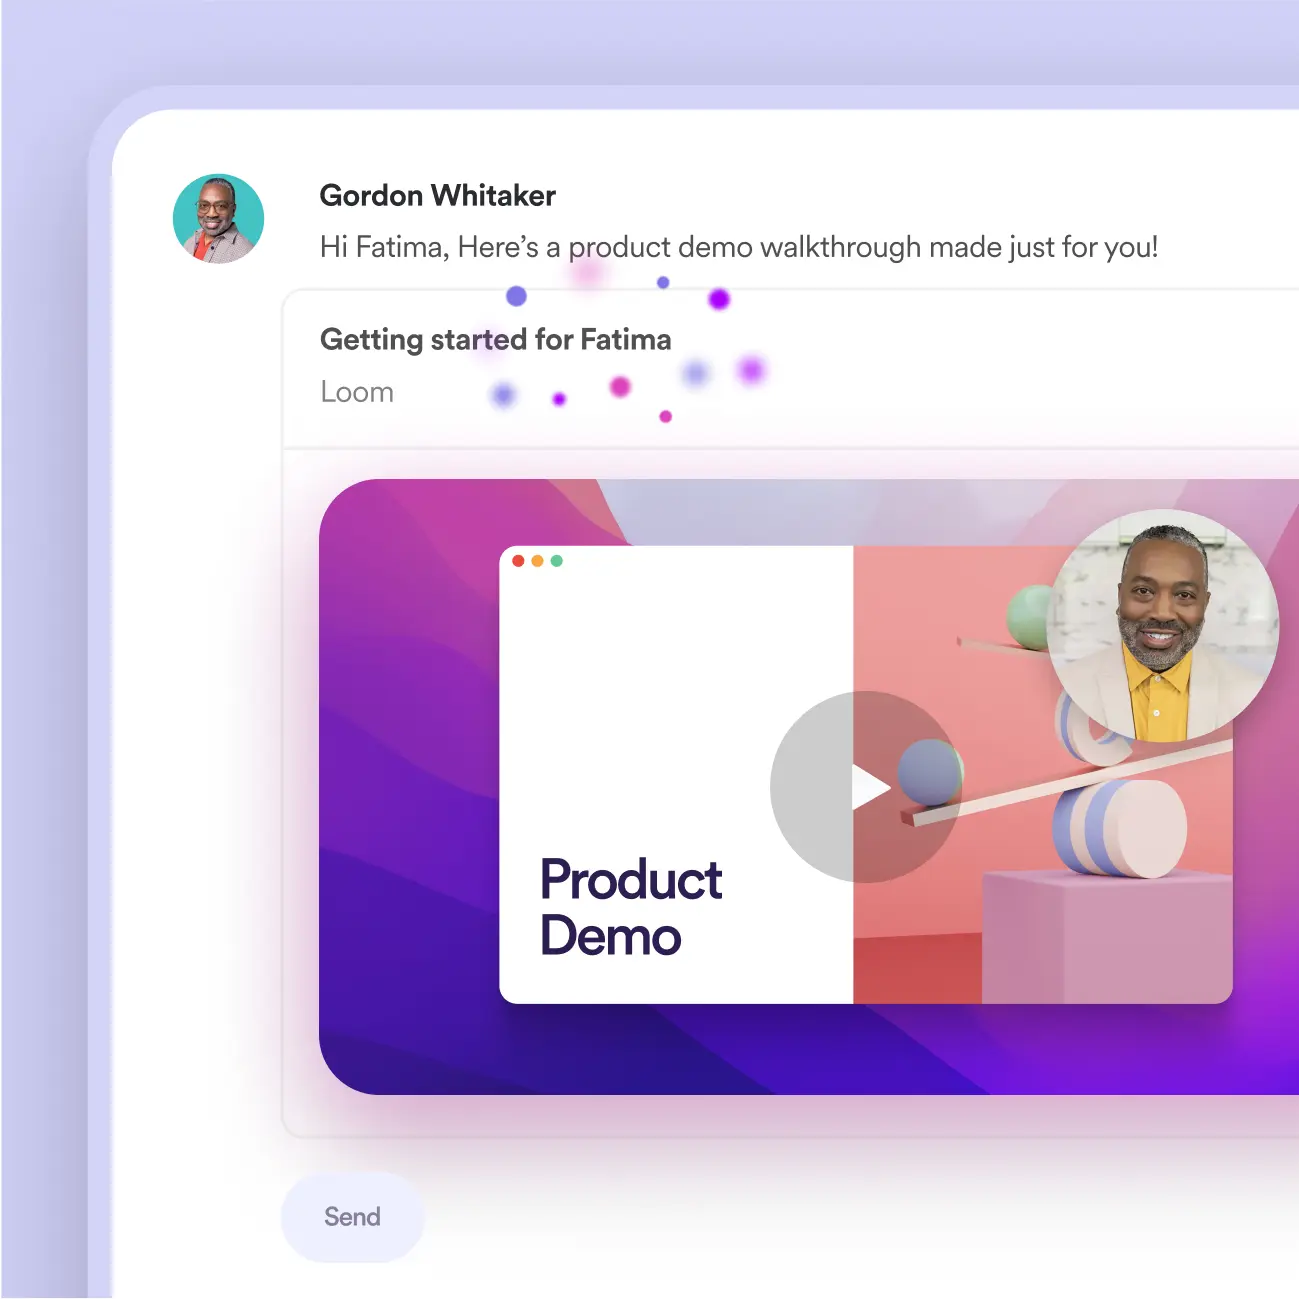 Gordon Whitaker
Hi Fatima, Here’s a product demo walkthrough made just for you!
Getting started for Fatima
Loom
Product
Demo
Send